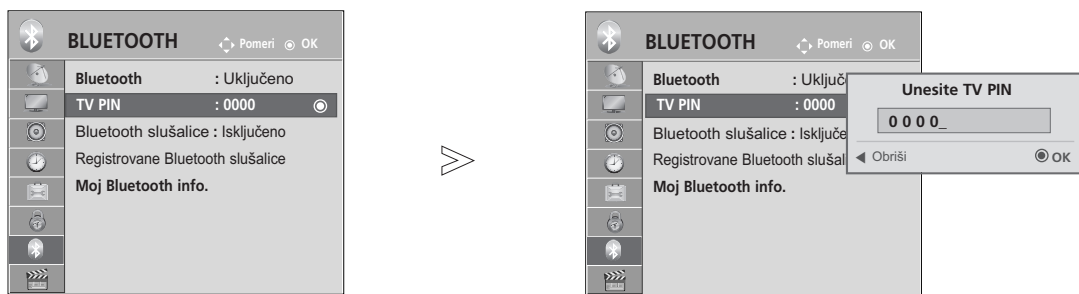 BLUETOOTH Pomeri OK
Bluetooth : Uključeno
TV PIN : 0000
Bluetooth slušalice : Isključeno
Registrovane Bluetooth slušalice
Moj Bluetooth info.
BLUETOOTH Pomeri OK
Bluetooth : Uključ
TV PIN : 0000
Bluetooth slušalice : Isključe
Registrovane Bluetooth slušal
Moj Bluetooth info.
Unesite TV PIN
0 0 0 0_
Obriši OK